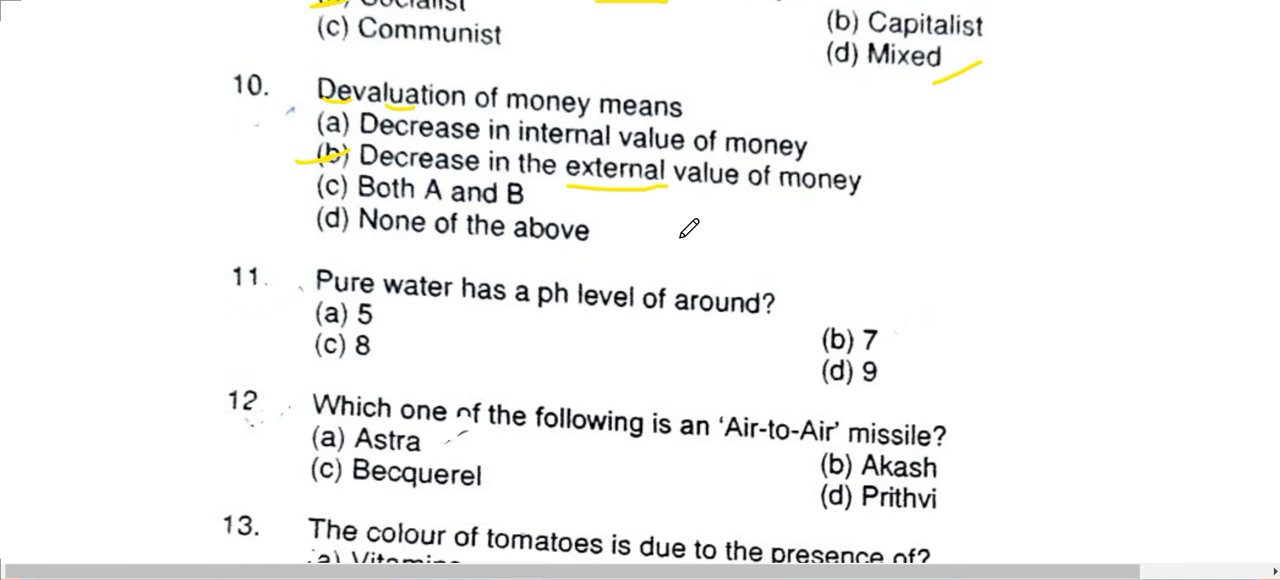 Socialist
(c) Communist
(b) Capitalist
(d) Mixed
10. Devaluation of money means
(a) Decrease in internal value of money
(b) Decrease in the external value of money
(c) Both A and B
(d) None of the above
11. Pure water has a ph level of around?
(a) 5
(b) 7
(c) 8
(d) 9
12 Which one of the following is an ‘Air-to-Air’ missile?
(a) Astra
(b) Akash
(c) Becquerel
(d) Prithvi
13. The colour of tomatoes is due to the presence of?